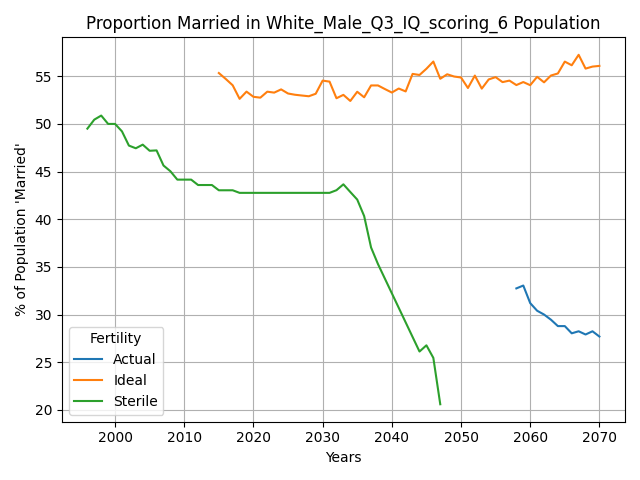 Proportion Married in White_Male_Q3_IQ_scoring_6 Population
% of Population 'Married'
55
50
45
40
35
30
25
20
Fertility
Actual
Ideal
Sterile
2000 2010 2020 2030 2040 2050 2060 2070
Years